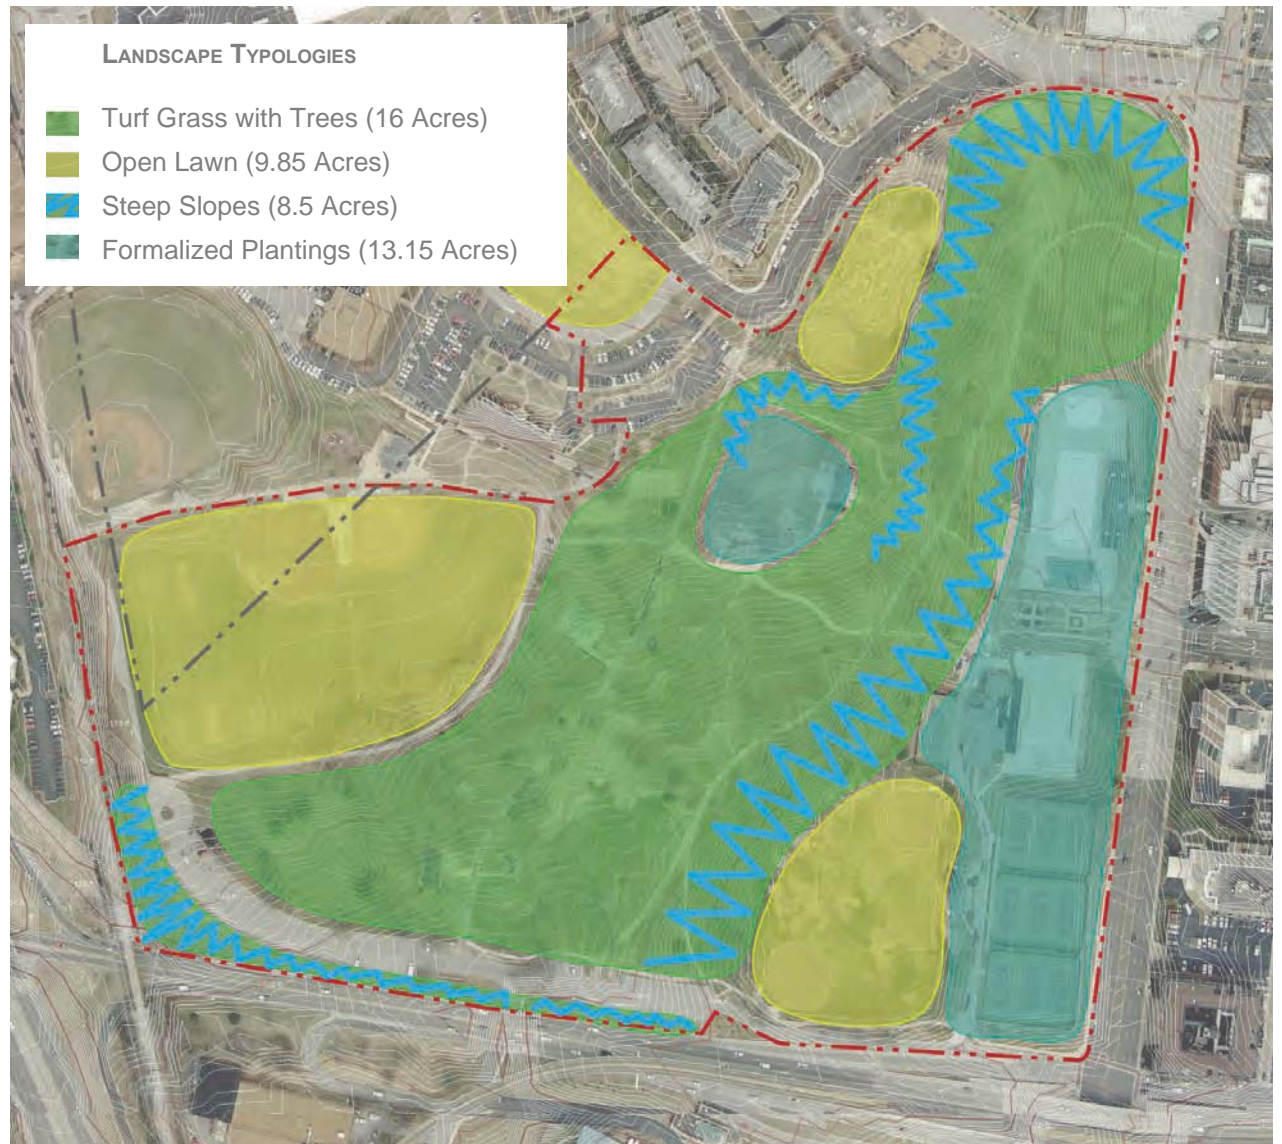 LANDSCAPE TYPOLOGIES
Turf Grass with Trees (16 Acres)
Open Lawn (9.85 Acres)
Steep Slopes (8.5 Acres)
Formalized Plantings (13.15 Acres)